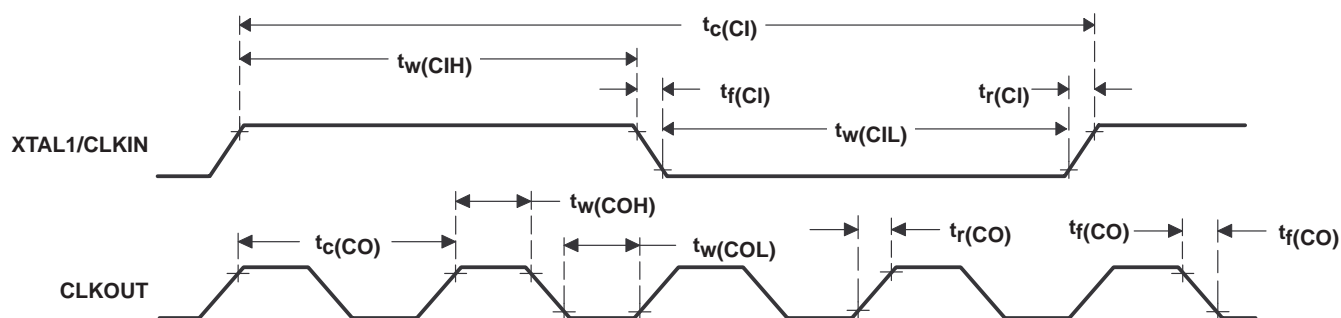 tc(CI)
tw(CIH)
tf(CI)
tr(CI)
tw(CIL)
XTAL1/CLKIN
tw(COH)
tc(CO)
tw(COL)
tr(CO)
tf(CO)
tf(CO)
CLKOUT